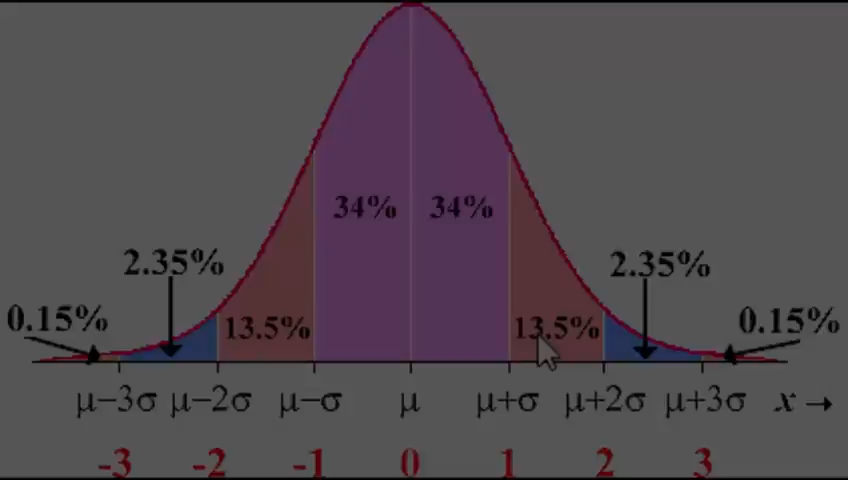 34% 34%
2.35% 2.35%
0.15% 13.5% 13.5% 0.15%
μ−3σ μ−2σ μ−σ μ μ+σ μ+2σ μ+3σ x →
-3 -2 -1 0 1 2 3